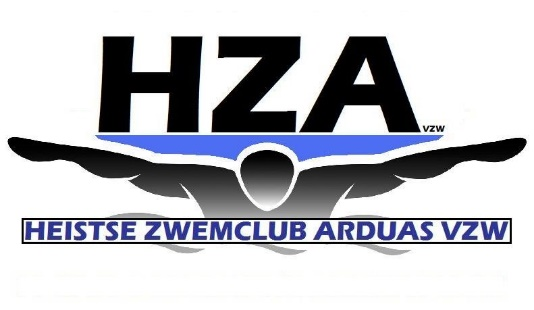 HZA VZW
HEISTSE ZWEMCLUB ARDUAS VZW